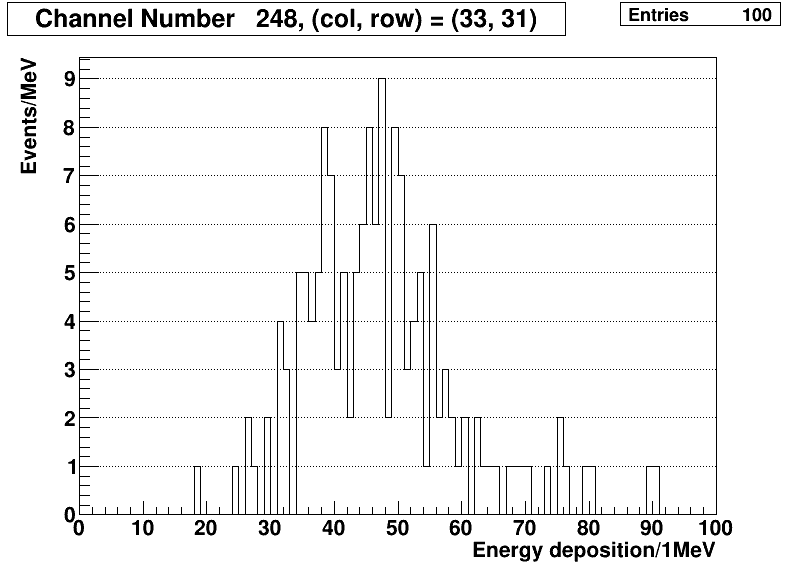 Channel Number 248, (col, row) = (33, 31)
Entries 100
Events/MeV
9
8
7
6
5
4
3
2
1
0
0 10 20 30 40 50 60 70 80 90 100
Energy deposition/1MeV